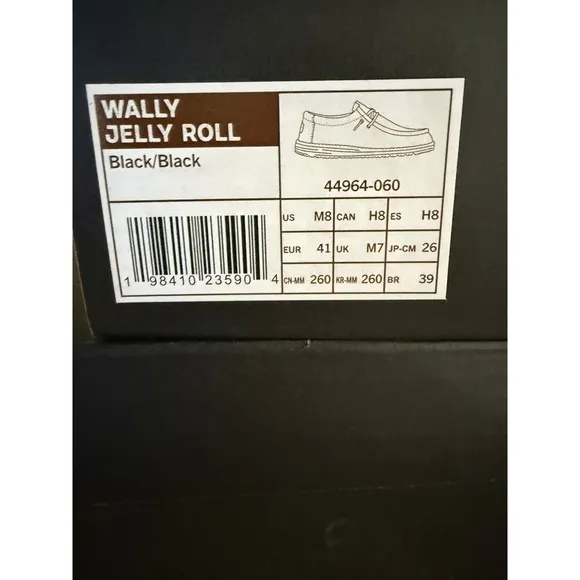 WALLY
JELLY ROLL
Black/Black
44964-060
US M8 CAN H8 ES H8
EUR 41 UK M7 JP-CM 26
CN-MM 260 KR-MM 260 BR 39
1 98410 23590 4